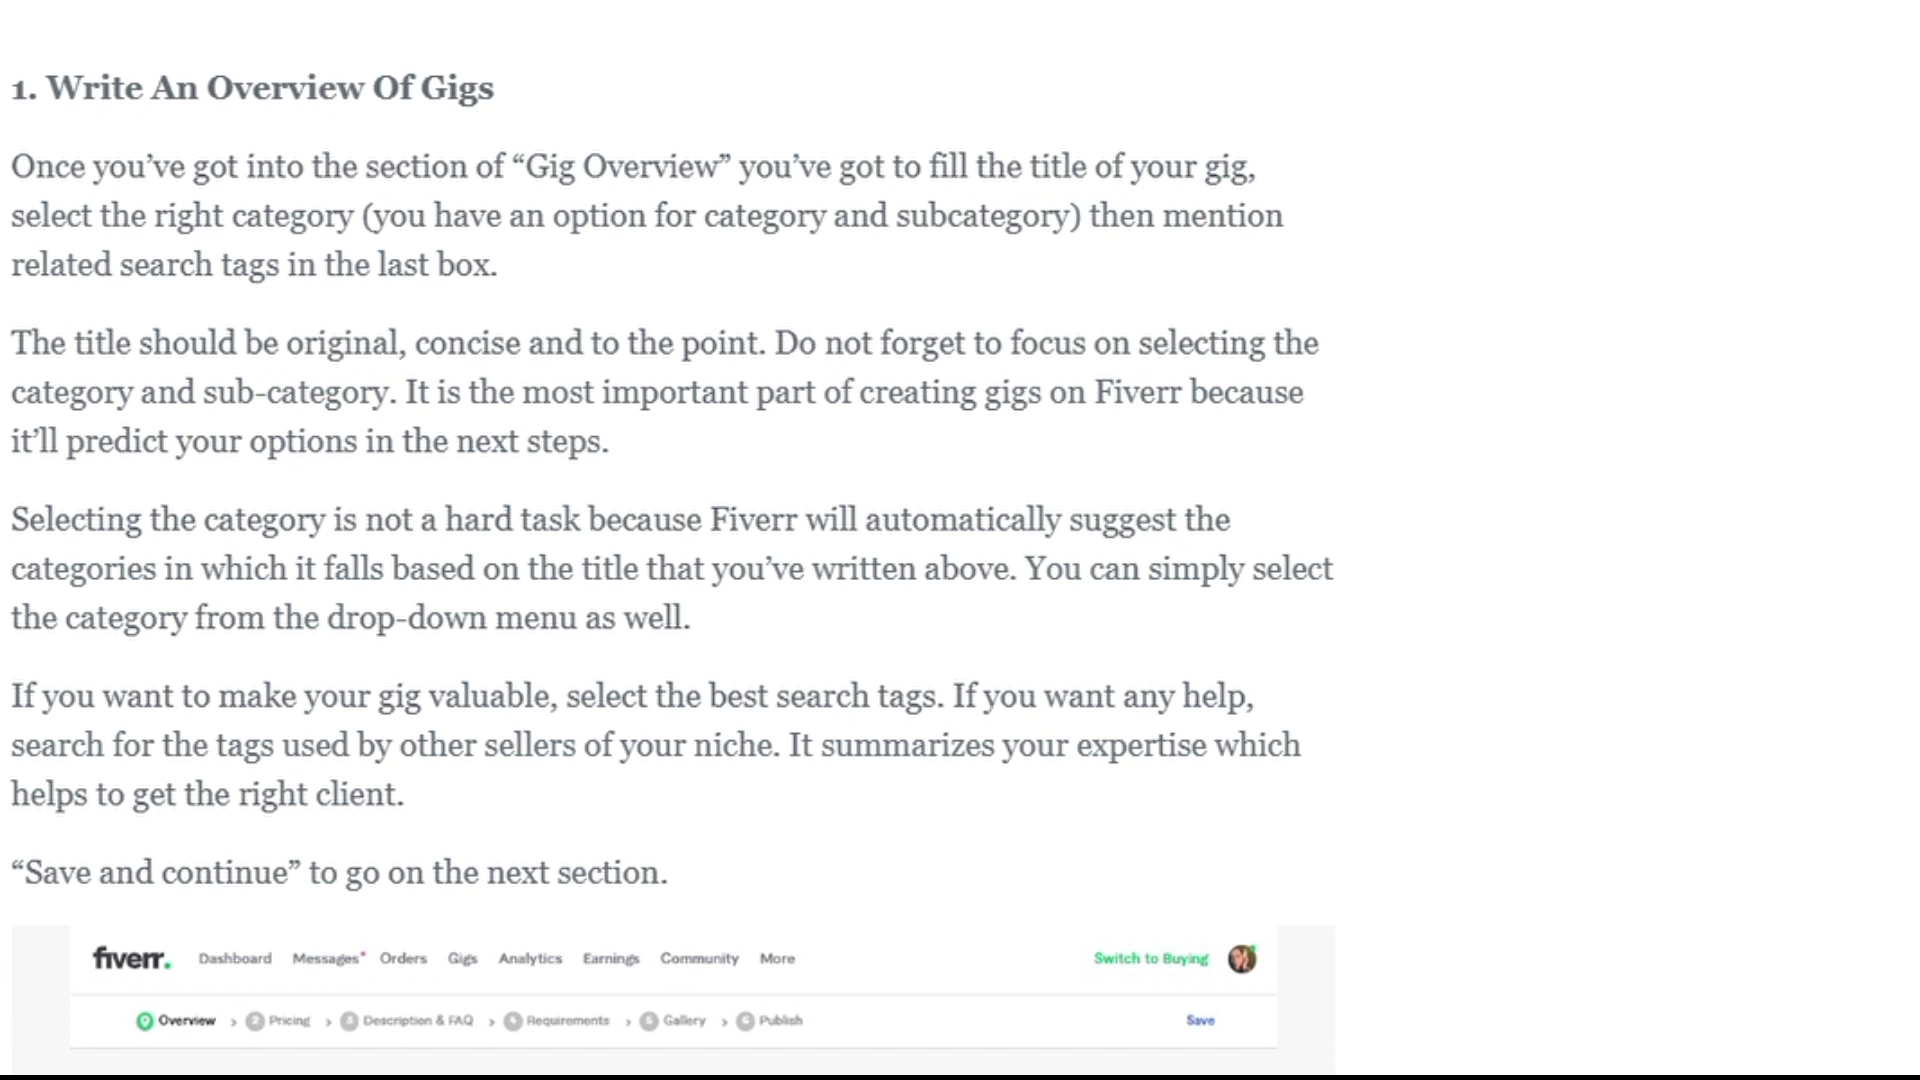 1. Write An Overview Of Gigs
Once you’ve got into the section of “Gig Overview” you’ve got to fill the title of your gig,
select the right category (you have an option for category and subcategory) then mention
related search tags in the last box.
The title should be original, concise and to the point. Do not forget to focus on selecting the
category and sub-category. It is the most important part of creating gigs on Fiverr because
it’ll predict your options in the next steps.
Selecting the category is not a hard task because Fiverr will automatically suggest the
categories in which it falls based on the title that you’ve written above. You can simply select
the category from the drop-down menu as well.
If you want to make your gig valuable, select the best search tags. If you want any help,
search for the tags used by other sellers of your niche. It summarizes your expertise which
helps to get the right client.
“Save and continue” to go on the next section.
fiverr. Dashboard Messages Orders Gigs Analytics Earnings Community More Switch to Buying
Overview > 2 Pricing > 3 Description & FAQ > 4 Requirements > 5 Gallery > 6 Publish Save